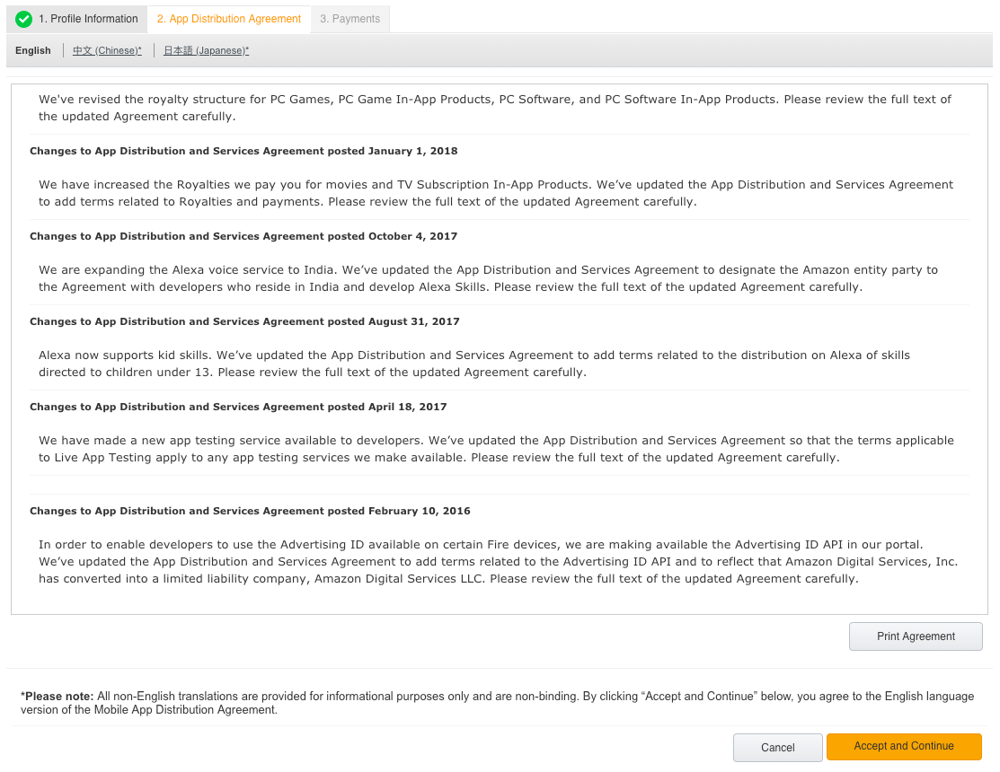 1. Profile Information
2. App Distribution Agreement
3. Payments
English
中文 (Chinese)*
日本語 (Japanese)*
We've revised the royalty structure for PC Games, PC Game In-App Products, PC Software, and PC Software In-App Products. Please review the full text of
the updated Agreement carefully.
Changes to App Distribution and Services Agreement posted January 1, 2018
We have increased the Royalties we pay you for movies and TV Subscription In-App Products. We’ve updated the App Distribution and Services Agreement
to add terms related to Royalties and payments. Please review the full text of the updated Agreement carefully.
Changes to App Distribution and Services Agreement posted October 4, 2017
We are expanding the Alexa voice service to India. We’ve updated the App Distribution and Services Agreement to designate the Amazon entity party to
the Agreement with developers who reside in India and develop Alexa Skills. Please review the full text of the updated Agreement carefully.
Changes to App Distribution and Services Agreement posted August 31, 2017
Alexa now supports kid skills. We’ve updated the App Distribution and Services Agreement to add terms related to the distribution on Alexa of skills
directed to children under 13. Please review the full text of the updated Agreement carefully.
Changes to App Distribution and Services Agreement posted April 18, 2017
We have made a new app testing service available to developers. We’ve updated the App Distribution and Services Agreement so that the terms applicable
to Live App Testing apply to any app testing services we make available. Please review the full text of the updated Agreement carefully.
Changes to App Distribution and Services Agreement posted February 10, 2016
In order to enable developers to use the Advertising ID available on certain Fire devices, we are making available the Advertising ID API in our portal.
We’ve updated the App Distribution and Services Agreement to add terms related to the Advertising ID API and to reflect that Amazon Digital Services, Inc.
has converted into a limited liability company, Amazon Digital Services LLC. Please review the full text of the updated Agreement carefully.
Print Agreement
*Please note: All non-English translations are provided for informational purposes only and are non-binding. By clicking “Accept and Continue” below, you agree to the English language
version of the Mobile App Distribution Agreement.
Cancel
Accept and Continue